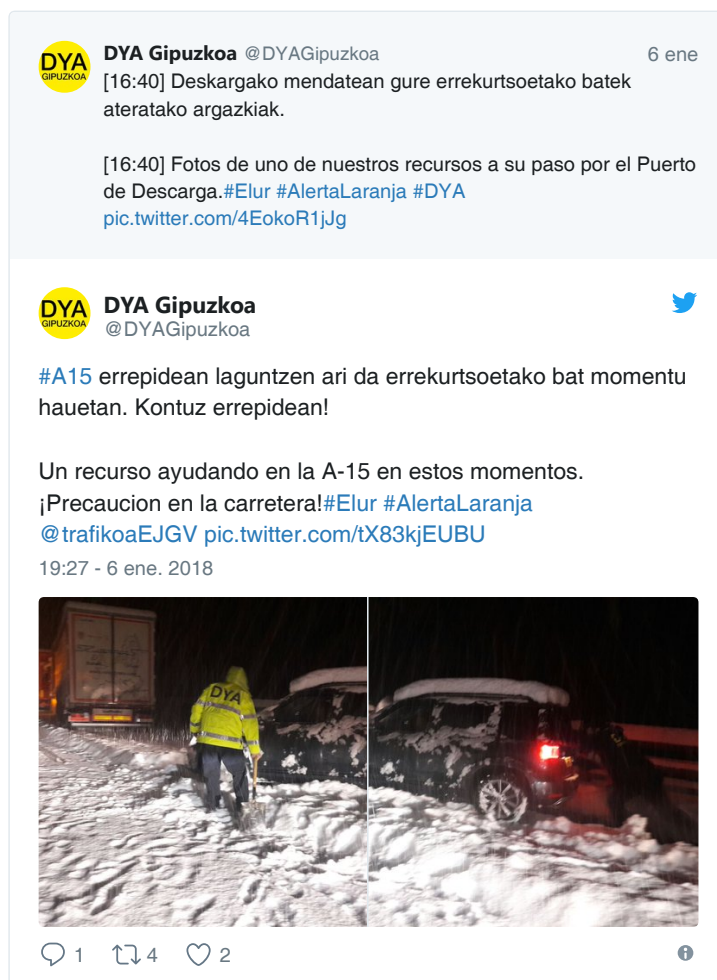 DYA GIPUZKOA
DYA Gipuzkoa @DYAGipuzkoa 6 ene
[16:40] Deskargako mendatean gure errekurtsoetako batek
ateratako argazkiak.
[16:40] Fotos de uno de nuestros recursos a su paso por el Puerto
de Descarga.#Elur #AlertaLaranja #DYA
pic.twitter.com/4EokoR1jJg
DYA GIPUZKOA
DYA Gipuzkoa
@DYAGipuzkoa
#A15 errepidean laguntzen ari da errekurtsoetako bat momentu
hauetan. Kontuz errepidean!
Un recurso ayudando en la A-15 en estos momentos.
¡Precaucion en la carretera!#Elur #AlertaLaranja
@trafikoaEJGV pic.twitter.com/tX83kjEUBU
19:27 - 6 ene. 2018
DYA
1 4 2